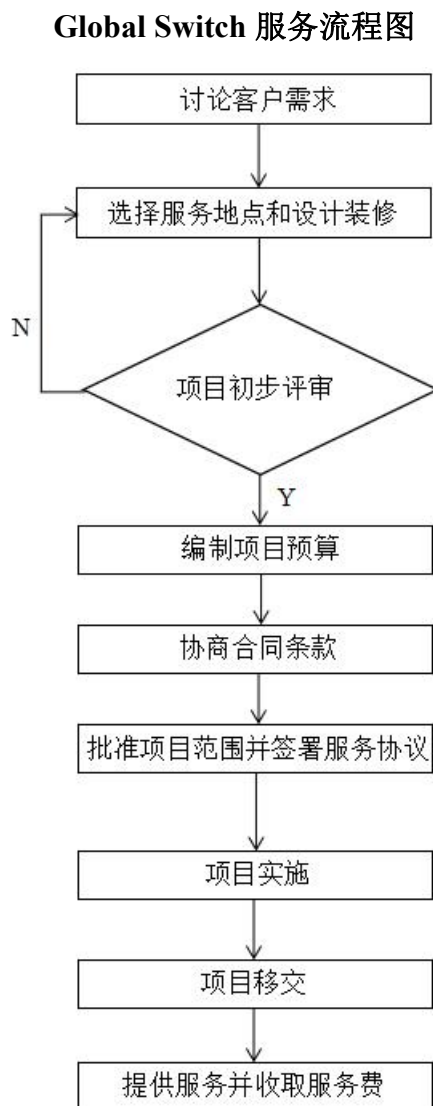 Global Switch 服务流程图
讨论客户需求
选择服务地点和设计装修
N
项目初步评审
Y
编制项目预算
协商合同条款
批准项目范围并签署服务协议
项目实施
项目移交
提供服务并收取服务费